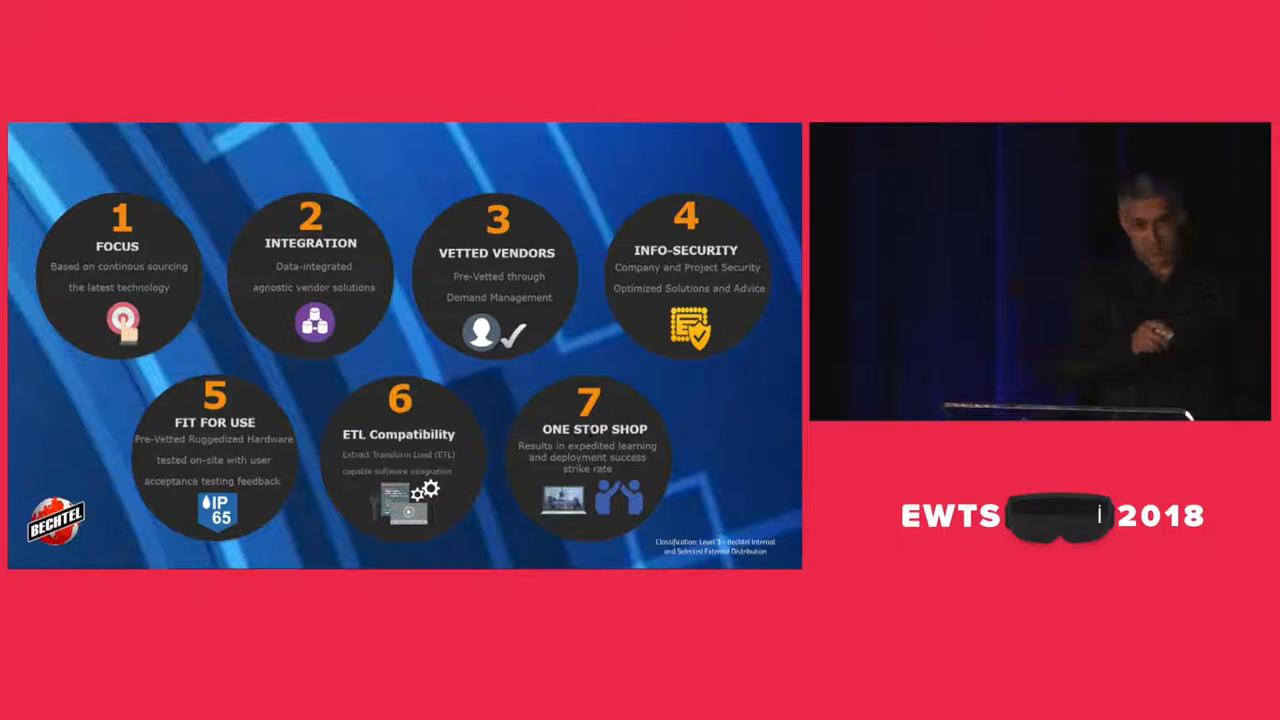 1
FOCUS
Based on continous sourcing
the latest technology
2
INTEGRATION
Data-integrated
agnostic vendor solutions
3
VETTED VENDORS
Pre-Vetted through
Demand Management
4
INFO-SECURITY
Company and Project Security
Optimized Solutions and Advice
5
FIT FOR USE
Pre-Vetted Ruggedized Hardware
tested on-site with user
acceptance testing feedback
IP
65
6
ETL Compatibility
Extract Transform Load (ETL)
capable software integration
7
ONE STOP SHOP
Results in expedited learning
and deployment success
strike rate
BECHTEL
Classification: Level 3 - Bechtel Internal
and Selected External Distribution
EWTS 2018